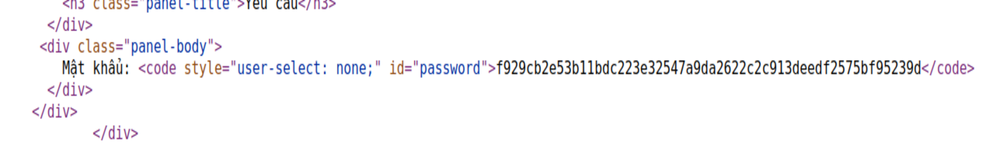 <h3 class="panel-title">Yêu cầu</h3>
</div>
<div class="panel-body">
Mật khẩu: <code style="user-select: none;" id="password">f929cb2e53b11bdc223e32547a9da2622c2c913deedf2575bf95239d</code>
</div>
</div>
</div>